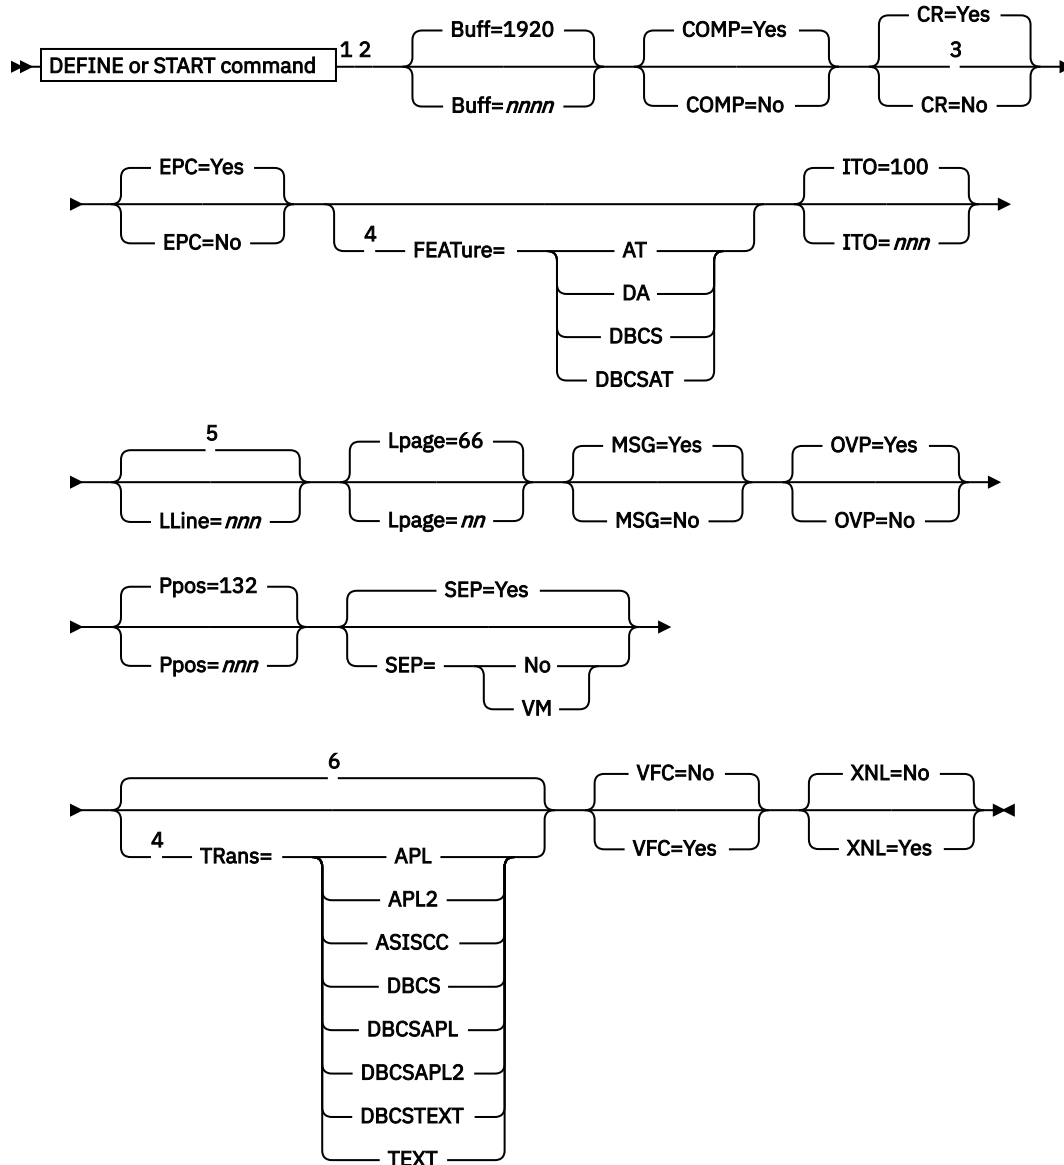 Buff=1920 COMP=Yes CR=Yes
DEFINE or START command 1 2 3
Buff=nnnn COMP=No CR=No
EPC=Yes ITO=100
EPC=No 4 FEATure= AT ITO=nnn
DA
DBCS
DBCSAT
5 Lpage=66 MSG=Yes OVP=Yes
LLine=nnn Lpage=nn MSG=No OVP=No
Ppos=132 SEP=Yes
Ppos=nnn SEP= No
VM
6 VFC=No XNL=No
4 TRans= APL VFC=Yes XNL=Yes
APL2
ASISCC
DBCS
DBCSAPL
DBCSAPL2
DBCSTEXT
TEXT